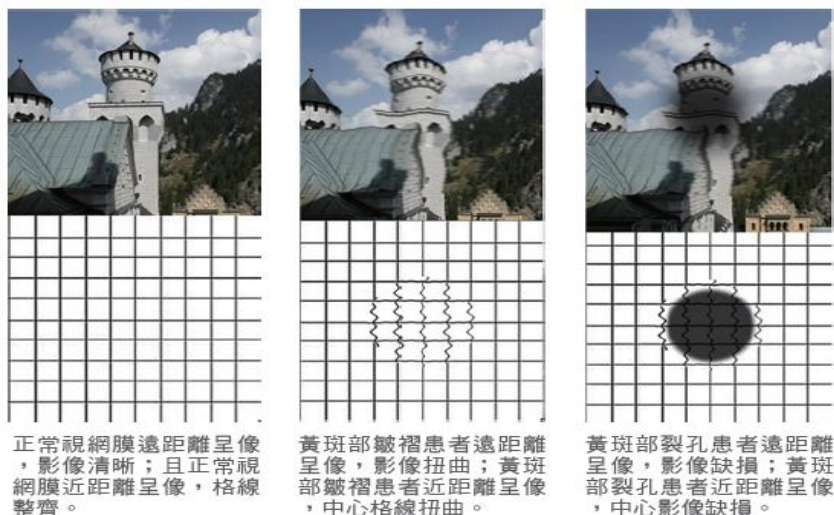 正常視網膜遠距離呈像
，影像清晰；且正常視
網膜近距離呈像，格線
整齊。
黃斑部皺褶患者遠距離
呈像，影像扭曲；黃斑
部皺褶患者近距離呈像
，中心格線扭曲。
黃斑部裂孔患者遠距離
呈像，影像缺損；黃斑
部裂孔患者近距離呈像
，中心影像缺損。